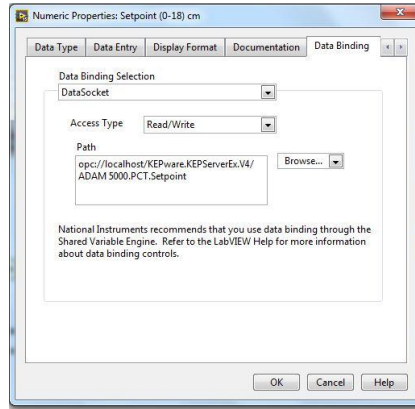 Numeric Properties: Setpoint (0-18) cm
Data Type Data Entry Display Format Documentation Data Binding
Data Binding Selection
DataSocket
Access Type Read/Write
Path
opc://localhost/KEPware.KEPServerEx.V4/
ADAM 5000.PCT.Setpoint
Browse...
National Instruments recommends that you use data binding through the
Shared Variable Engine. Refer to the LabVIEW Help for more information
about data binding controls.
OK Cancel Help